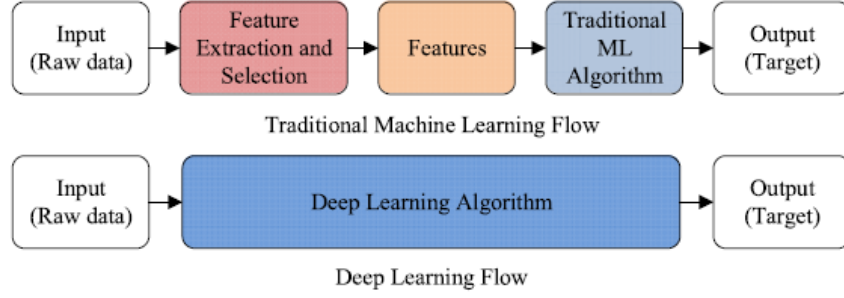 Input
(Raw data)
Feature
Extraction and
Selection
Features
Traditional
ML
Algorithm
Output
(Target)
Traditional Machine Learning Flow
Input
(Raw data)
Deep Learning Algorithm
Output
(Target)
Deep Learning Flow